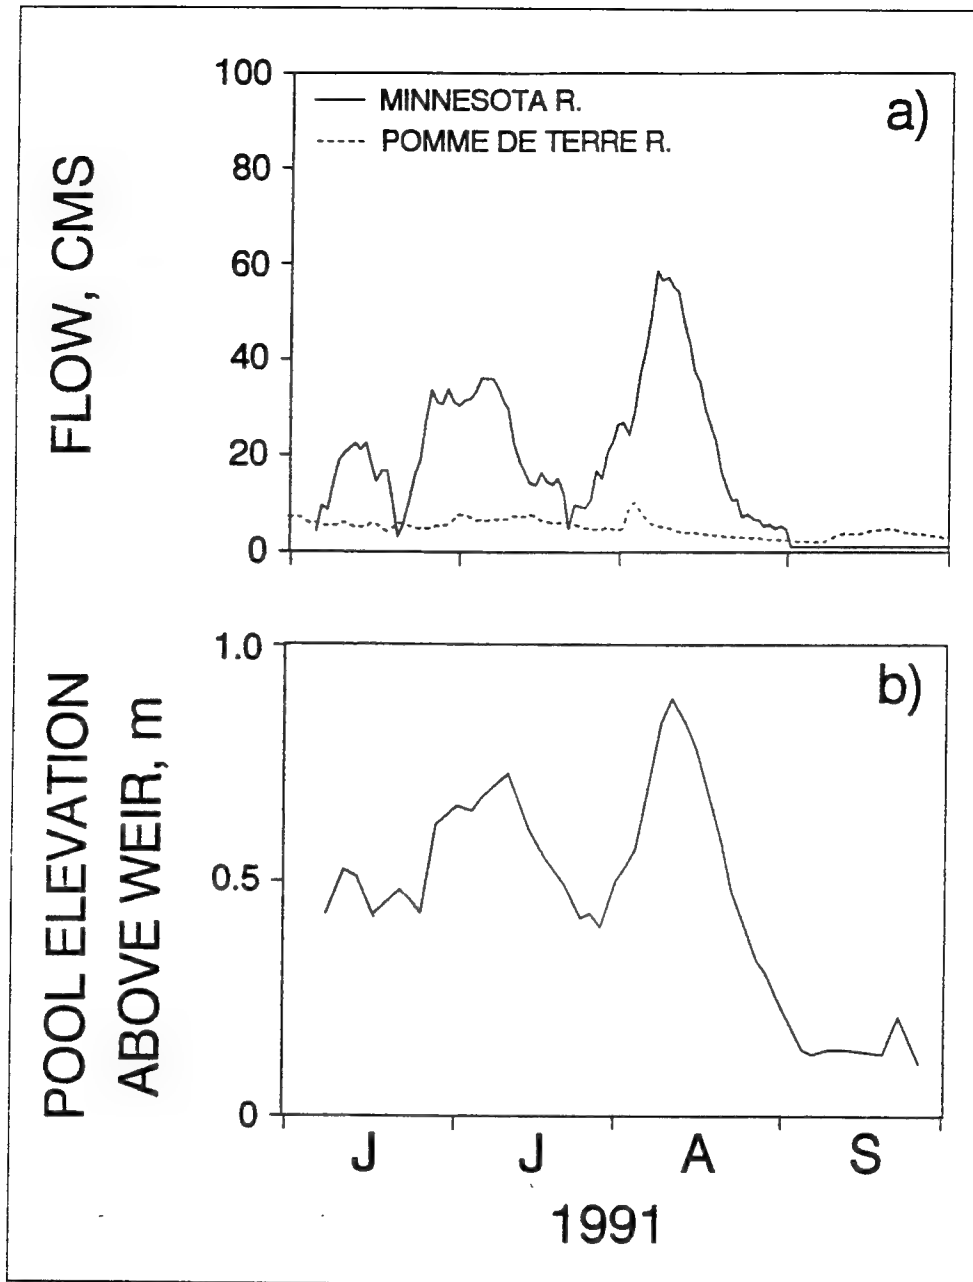 FLOW, CMS
100
80
60
40
20
0
MINNESOTA R.
POMME DE TERRE R.
a)
POOL ELEVATION
ABOVE WEIR, m
1.0
0.5
0
b)
J J A S
1991